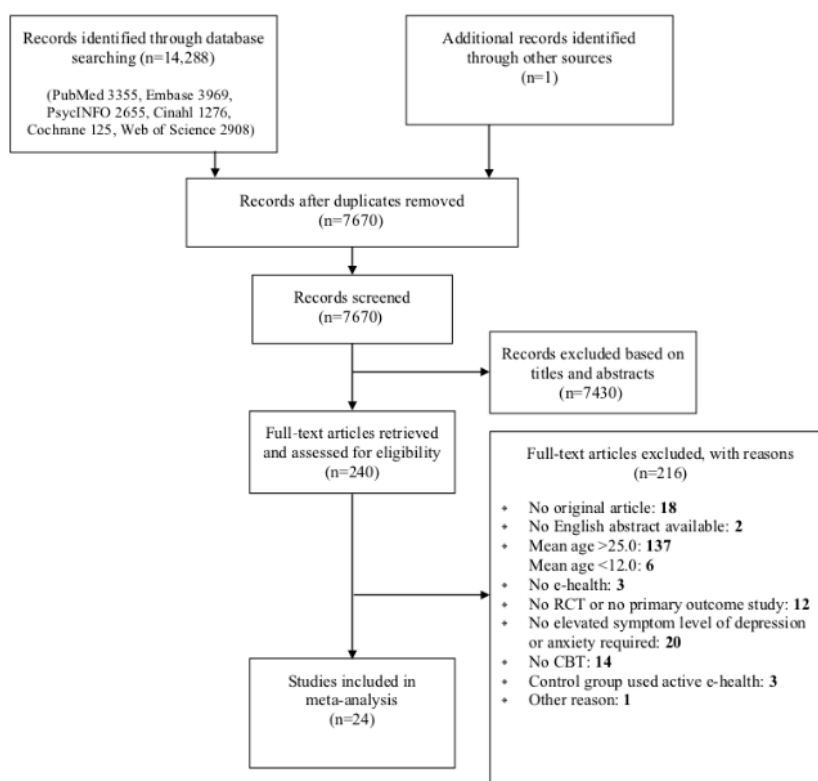 Records identified through database
searching (n=14,288)
(PubMed 3355, Embase 3969,
PsycINFO 2655, Cinahl 1276,
Cochrane 125, Web of Science 2908)
Additional records identified
through other sources
(n=1)
Records after duplicates removed
(n=7670)
Records screened
(n=7670)
Records excluded based on
titles and abstracts
(n=7430)
Full-text articles retrieved
and assessed for eligibility
(n=240)
Full-text articles excluded, with reasons
(n=216)
No original article: 18
No English abstract available: 2
Mean age >25.0: 137
Mean age <12.0: 6
No e-health: 3
No RCT or no primary outcome study: 12
No elevated symptom level of depression
or anxiety required: 20
No CBT: 14
Control group used active e-health: 3
Other reason: 1
Studies included in
meta-analysis
(n=24)